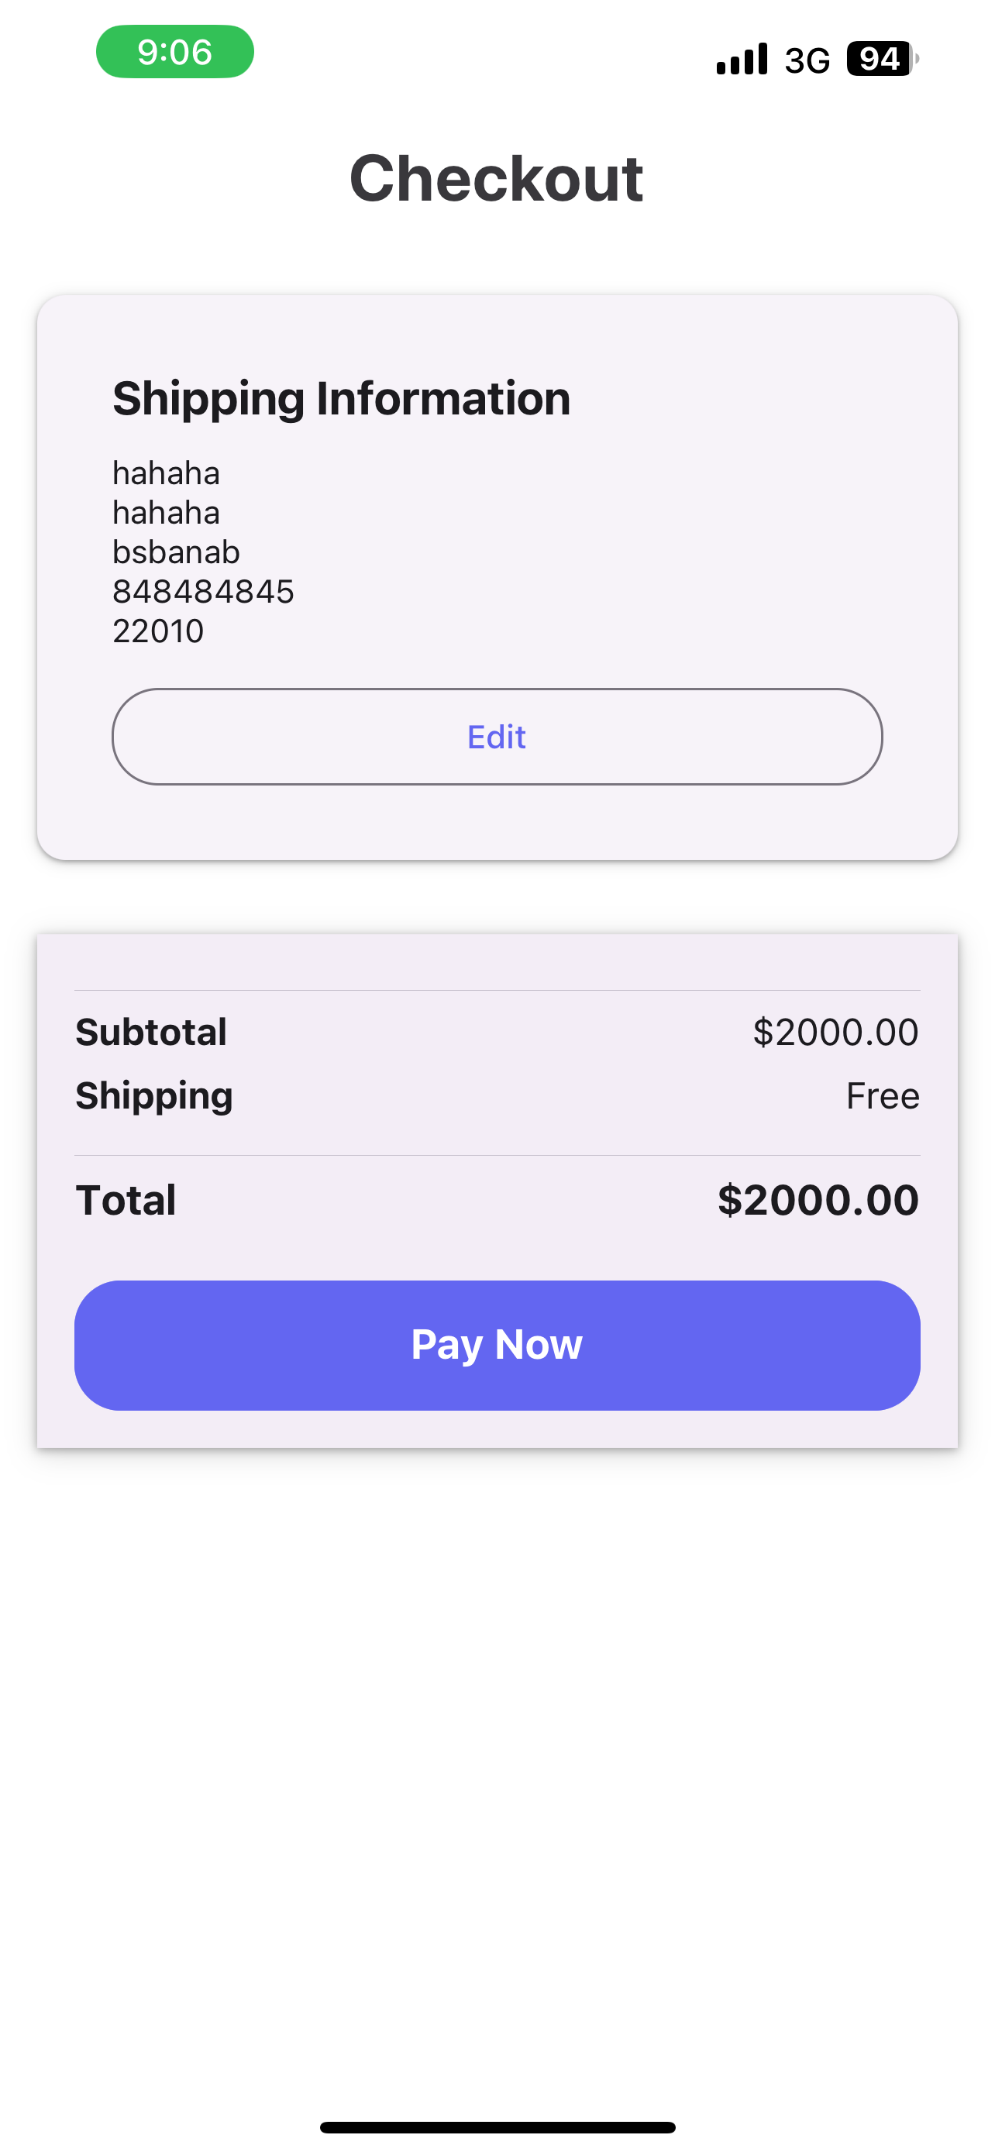 9:06
3G 94
Checkout
Shipping Information
hahaha
hahaha
bsbanab
848484845
22010
Edit
Subtotal $2000.00
Shipping Free
Total $2000.00
Pay Now